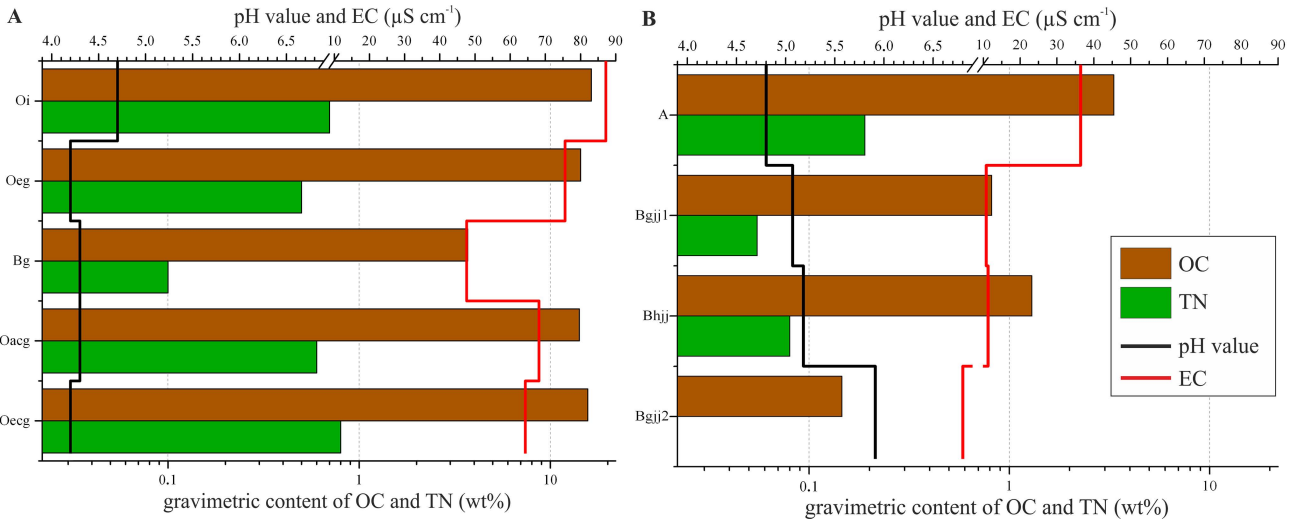 A
pH value and EC (µS cm⁻¹)
4.0 4.5 5.0 5.5 6.0 6.5 10 20 30 40 50 60 70 80 90
Oi
Oeg
Bg
Oacg
Oecg
0.1 1 10
gravimetric content of OC and TN (wt%)
B
pH value and EC (µS cm⁻¹)
4.0 4.5 5.0 5.5 6.0 6.5 10 20 30 40 50 60 70 80 90
A
Bgjj1
Bhjj
Bgjj2
0.1 1 10
gravimetric content of OC and TN (wt%)
OC
TN
pH value
EC